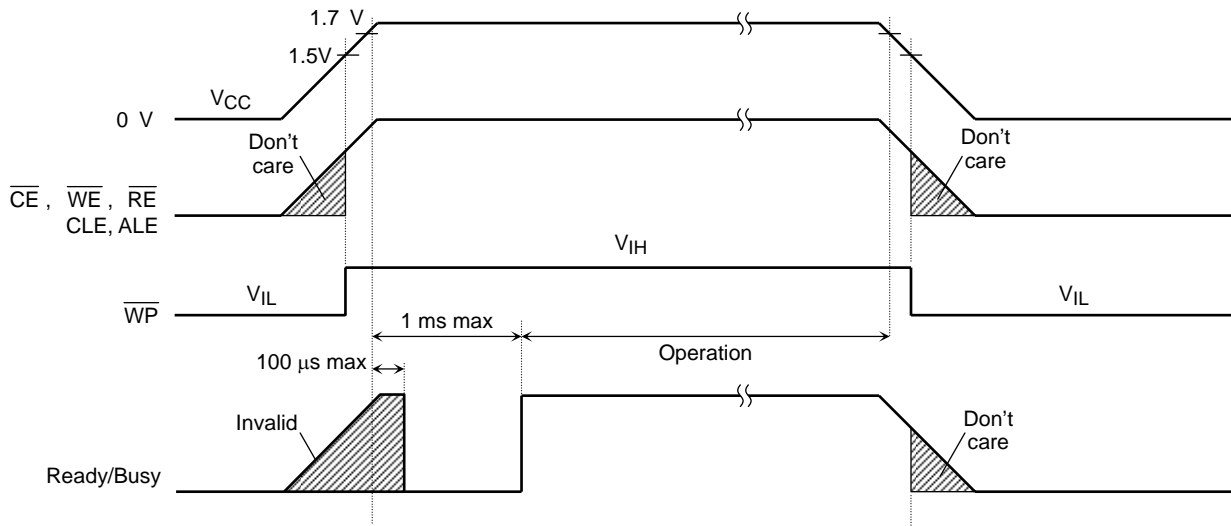 1.7 V
1.5V
VCC
0 V
Don't
care
Don't
care
CE , WE , RE
CLE, ALE
VIH
VIL
VIL
WP
1 ms max
Operation
100 μs max
Invalid
Don't
care
Ready/Busy